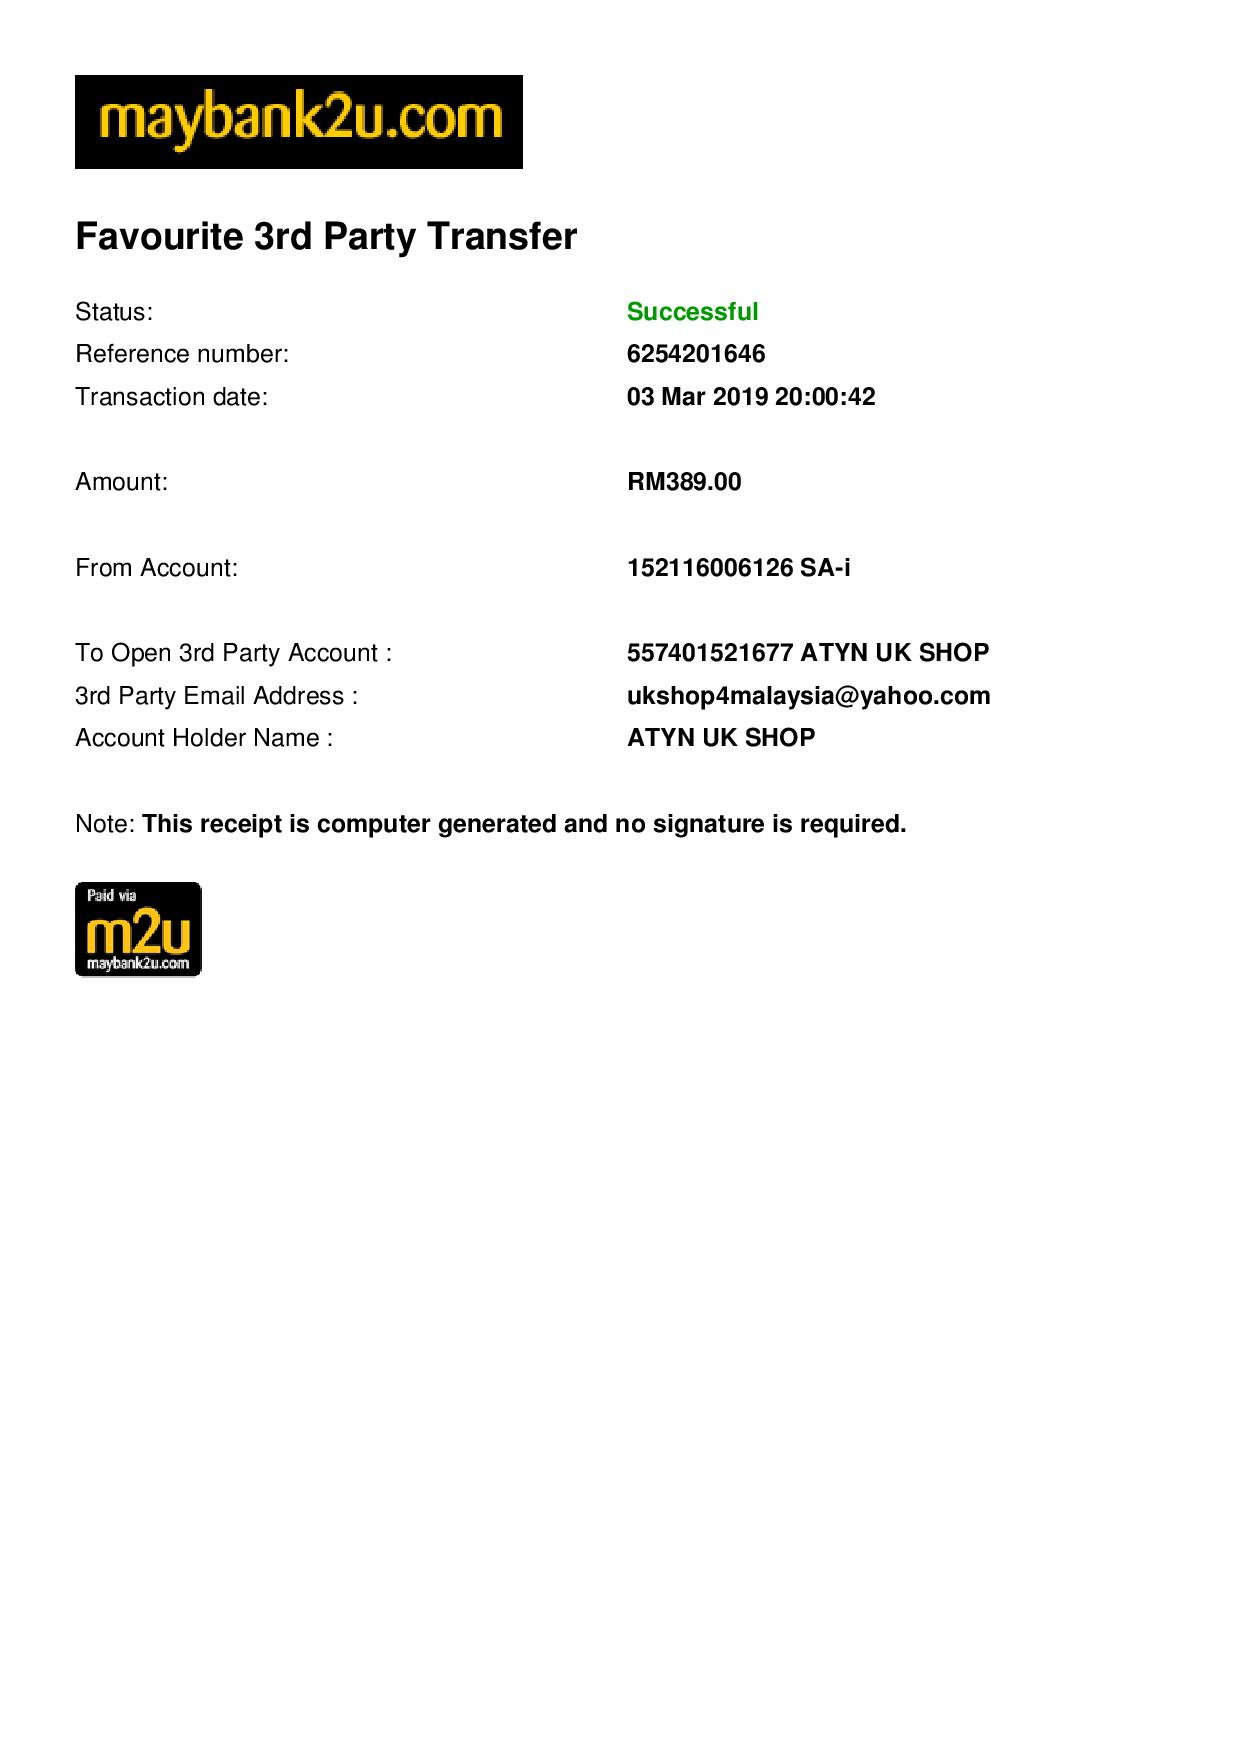 maybank2u.com
Favourite 3rd Party Transfer
Status: Successful
Reference number: 6254201646
Transaction date: 03 Mar 2019 20:00:42
Amount: RM389.00
From Account: 152116006126 SA-i
To Open 3rd Party Account : 557401521677 ATYN UK SHOP
3rd Party Email Address : ukshop4malaysia@yahoo.com
Account Holder Name : ATYN UK SHOP
Note: This receipt is computer generated and no signature is required.
Paid via
m2u
maybank2u.com